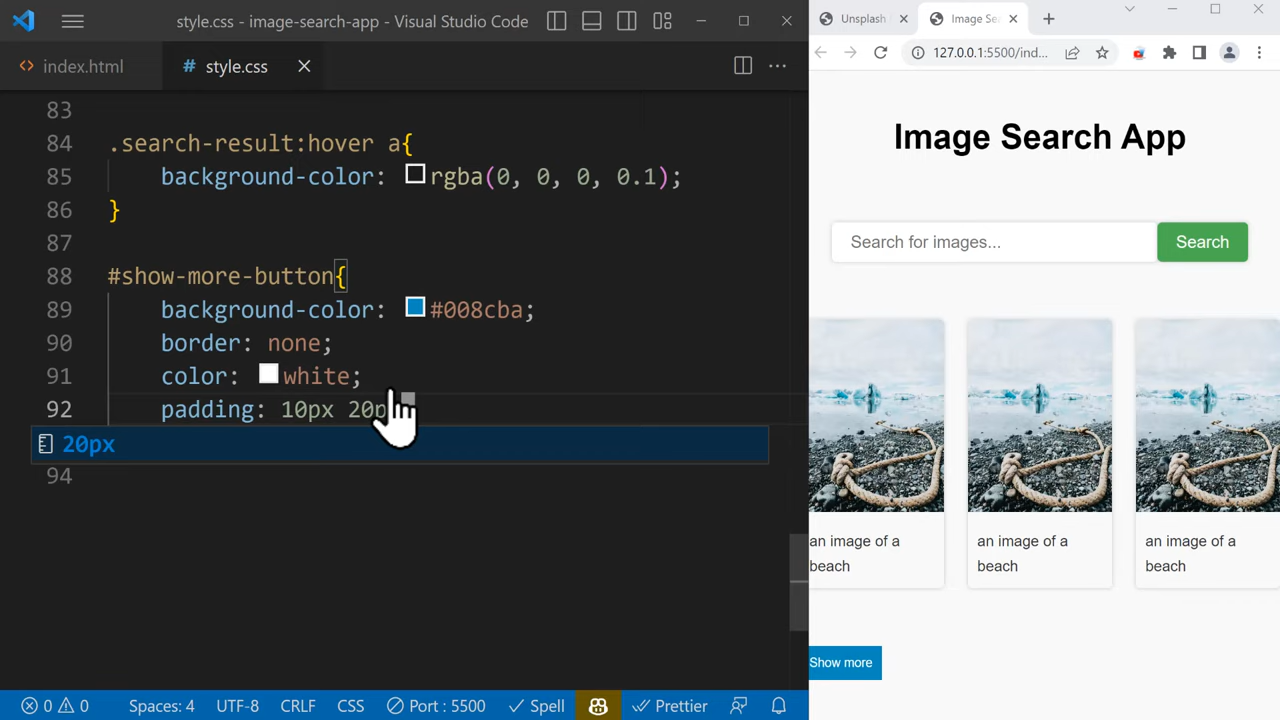 style.css - image-search-app - Visual Studio Code
index.html
# style.css
83
84 .search-result:hover a{
85 background-color: rgba(0, 0, 0, 0.1);
86 }
87
88 #show-more-button{
89 background-color: #008cba;
90 border: none;
91 color: white;
92 padding: 10px 20p
20px
94
0 0 Spaces: 4 UTF-8 CRLF CSS Port : 5500 Spell Prettier
Unsplash
Image Sea
127.0.0.1:5500/ind...
Image Search App
Search for images...
Search
an image of a
beach
an image of a
beach
an image of a
beach
Show more